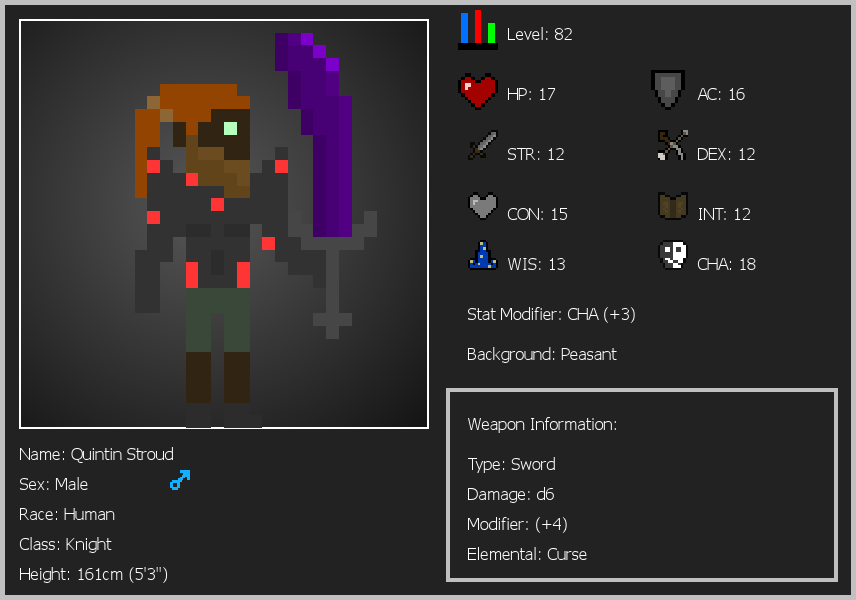 Level: 82
HP: 17
AC: 16
STR: 12
DEX: 12
CON: 15
INT: 12
WIS: 13
CHA: 18
Stat Modifier: CHA (+3)
Background: Peasant
Weapon Information:
Type: Sword
Damage: d6
Modifier: (+4)
Elemental: Curse
Name: Quintin Stroud
Sex: Male
Race: Human
Class: Knight
Height: 161cm (5'3")